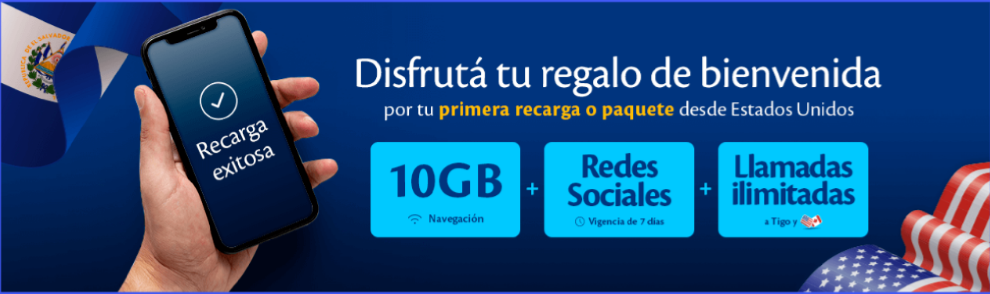 Recarga
exitosa
Disfrutá tu regalo de bienvenida
por tu primera recarga o paquete desde Estados Unidos
10GB
Navegación
+
Redes
Sociales
Vigencia de 7 días
+
Llamadas
ilimitadas
a Tigo y